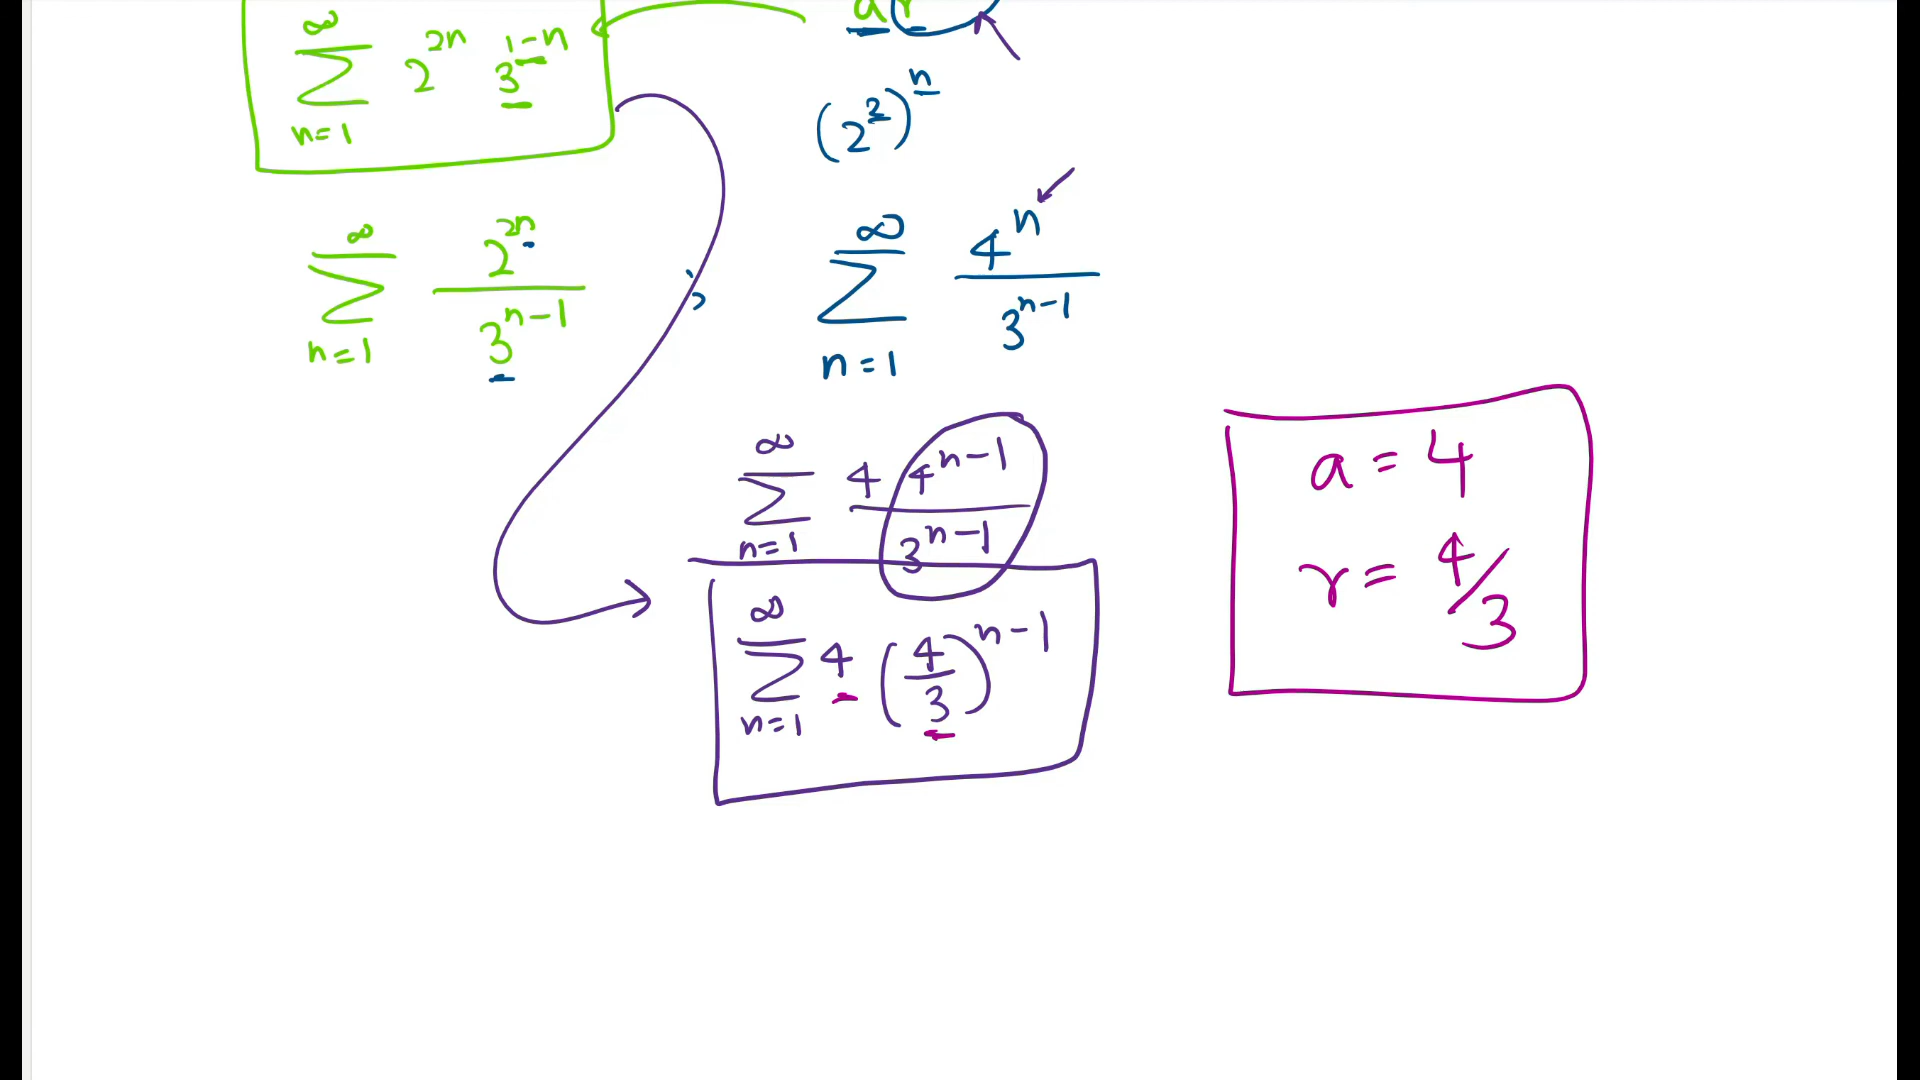 ∞
∑ 2^{2n} 3^{1-n}
n=1
(2^2)^n
∞
∑ 2^{2n} / 3^{n-1}
n=1
∞
∑ 4^n / 3^{n-1}
n=1
∞
∑ 4 4^{n-1} / 3^{n-1}
n=1
∞
∑ 4 (4/3)^{n-1}
n=1
a = 4
r = 4/3